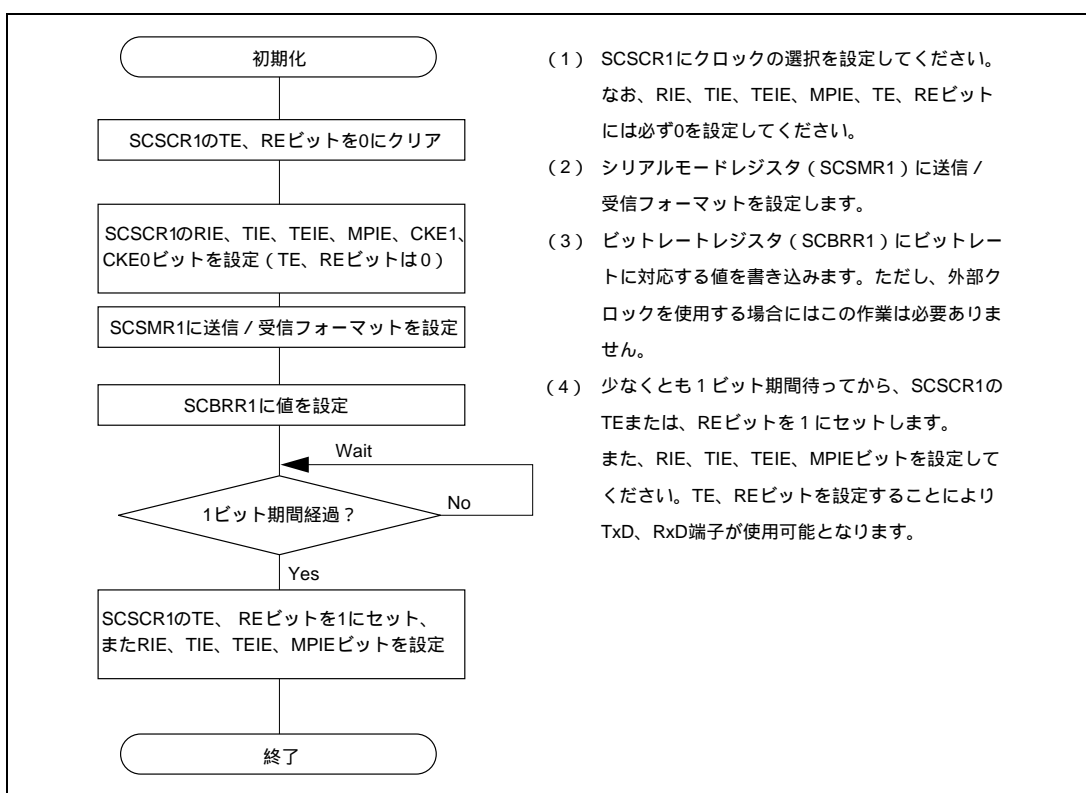 初期化
SCSCR1のTE、REビットを0にクリア
SCSCR1のRIE、TIE、TEIE、MPIE、CKE1、
CKE0ビットを設定(TE、REビットは0)
SCSMR1に送信/受信フォーマットを設定
SCBRR1に値を設定
Wait
1ビット期間経過?
No
Yes
SCSCR1のTE、 REビットを1にセット、
またRIE、TIE、TEIE、MPIEビットを設定
終了
(1) SCSCR1にクロックの選択を設定してください。
なお、RIE、TIE、TEIE、MPIE、TE、REビット
には必ず0を設定してください。
(2) シリアルモードレジスタ(SCSMR1)に送信/
受信フォーマットを設定します。
(3) ビットレートレジスタ(SCBRR1)にビットレー
トに対応する値を書き込みます。ただし、外部ク
ロックを使用する場合にはこの作業は必要ありま
せん。
(4) 少なくとも1ビット期間待ってから、SCSCR1の
TEまたは、REビットを1にセットします。
また、RIE、TIE、TEIE、MPIEビットを設定して
ください。TE、REビットを設定することにより
TxD、RxD端子が使用可能となります。